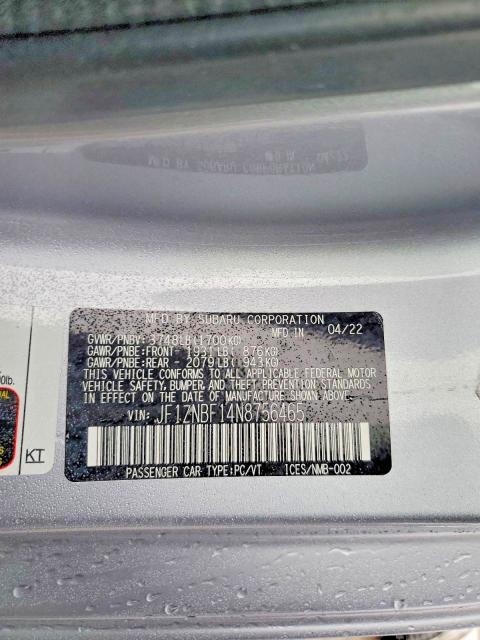 MFD BY SUBARU CORPORATION
MFD IN 04/22
GVWR/PNBV: 3748LB(1700KG)
GAWR/PNBE:FRONT 1931LB( 876KG)
GAWR/PNBE:REAR 2079LB( 943KG)
THIS VEHICLE CONFORMS TO ALL APPLICABLE FEDERAL MOTOR
VEHICLE SAFETY, BUMPER, AND THEFT PREVENTION STANDARDS
IN EFFECT ON THE DATE OF MANUFACTURE SHOWN ABOVE.
VIN: JF1ZNBF14N8756465
PASSENGER CAR TYPE:PC/VT ICES/NMB-002
KT